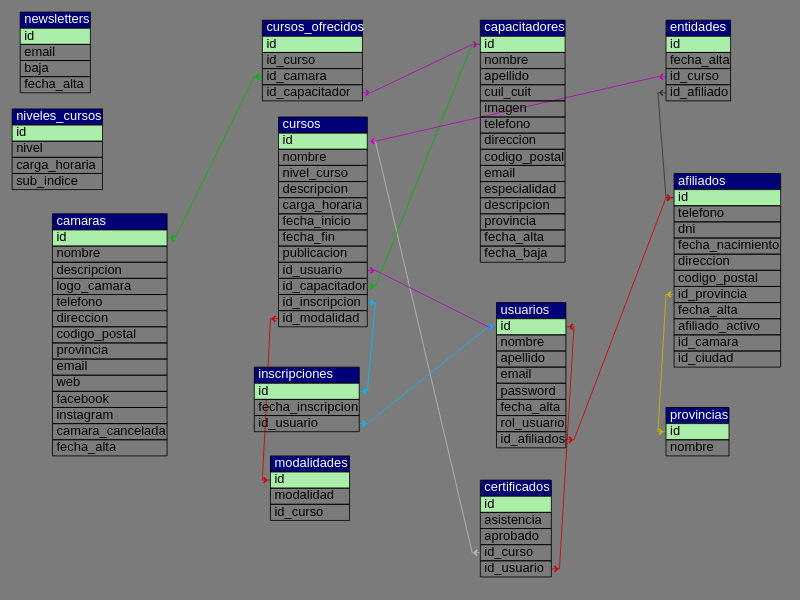 newsletters
id
email
baja
fecha_alta
niveles_cursos
id
nivel
carga_horaria
sub_indice
camaras
id
nombre
descripcion
logo_camara
telefono
direccion
codigo_postal
provincia
email
web
facebook
instagram
camara_cancelada
fecha_alta
cursos_ofrecidos
id
id_curso
id_camara
id_capacitador
cursos
id
nombre
nivel_curso
descripcion
carga_horaria
fecha_inicio
fecha_fin
publicacion
id_usuario
id_capacitador
id_inscripcion
id_modalidad
inscripciones
id
fecha_inscripcion
id_usuario
modalidades
id
modalidad
id_curso
capacitadores
id
nombre
apellido
cuil_cuit
imagen
telefono
direccion
codigo_postal
email
especialidad
descripcion
provincia
fecha_alta
fecha_baja
usuarios
id
nombre
apellido
email
password
fecha_alta
rol_usuario
id_afiliados
certificados
id
asistencia
aprobado
id_curso
id_usuario
entidades
id
fecha_alta
id_curso
id_afiliado
afiliados
id
telefono
dni
fecha_nacimiento
direccion
codigo_postal
id_provincia
fecha_alta
afiliado_activo
id_camara
id_ciudad
provincias
id
nombre